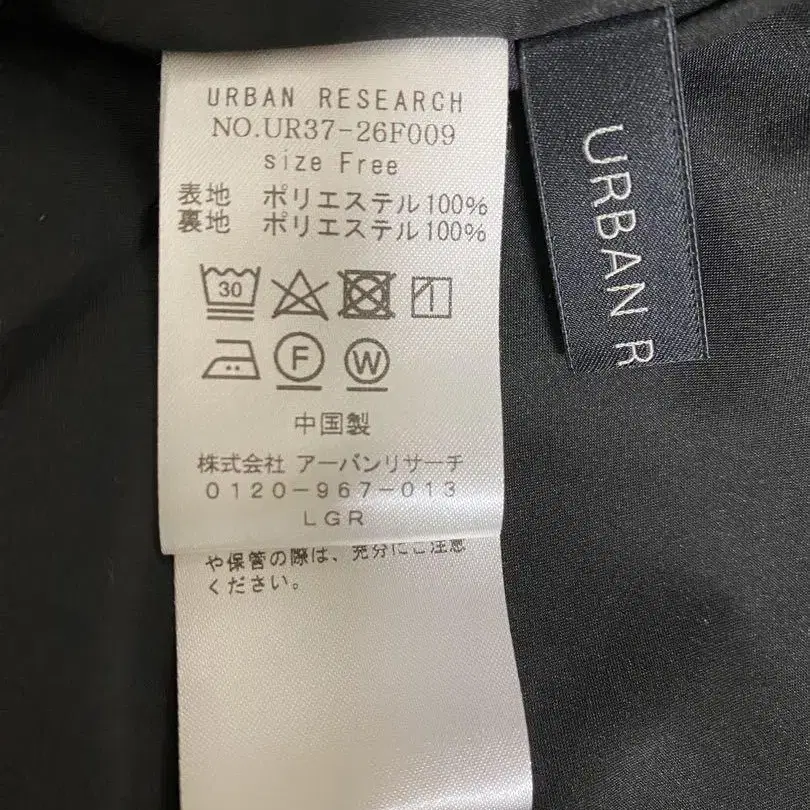 URBAN RESEARCH
NO.UR37-26F009
size Free
表地 ポリエステル100%
裏地 ポリエステル100%
30
F
W
中国製
株式会社 アーバンリサーチ
0120-967-013
LGR
や保管の際は、充分にご注意
ください。
URBAN R